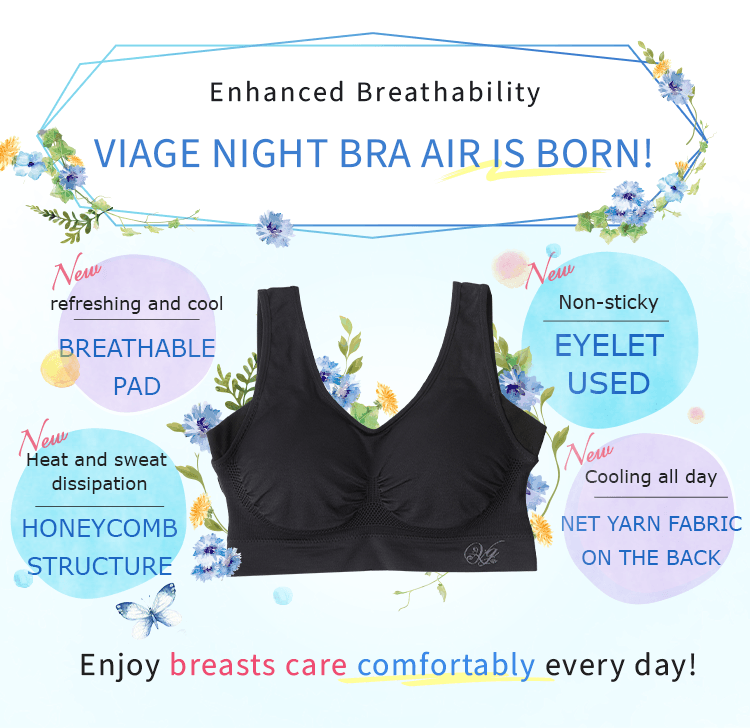 Enhanced Breathability
VIAGE NIGHT BRA AIR IS BORN!
New
refreshing and cool
BREATHABLE
PAD
New
Non-sticky
EYELET
USED
New
Heat and sweat
dissipation
HONEYCOMB
STRUCTURE
New
Cooling all day
NET YARN FABRIC
ON THE BACK
Vg
Enjoy breasts care comfortably every day!